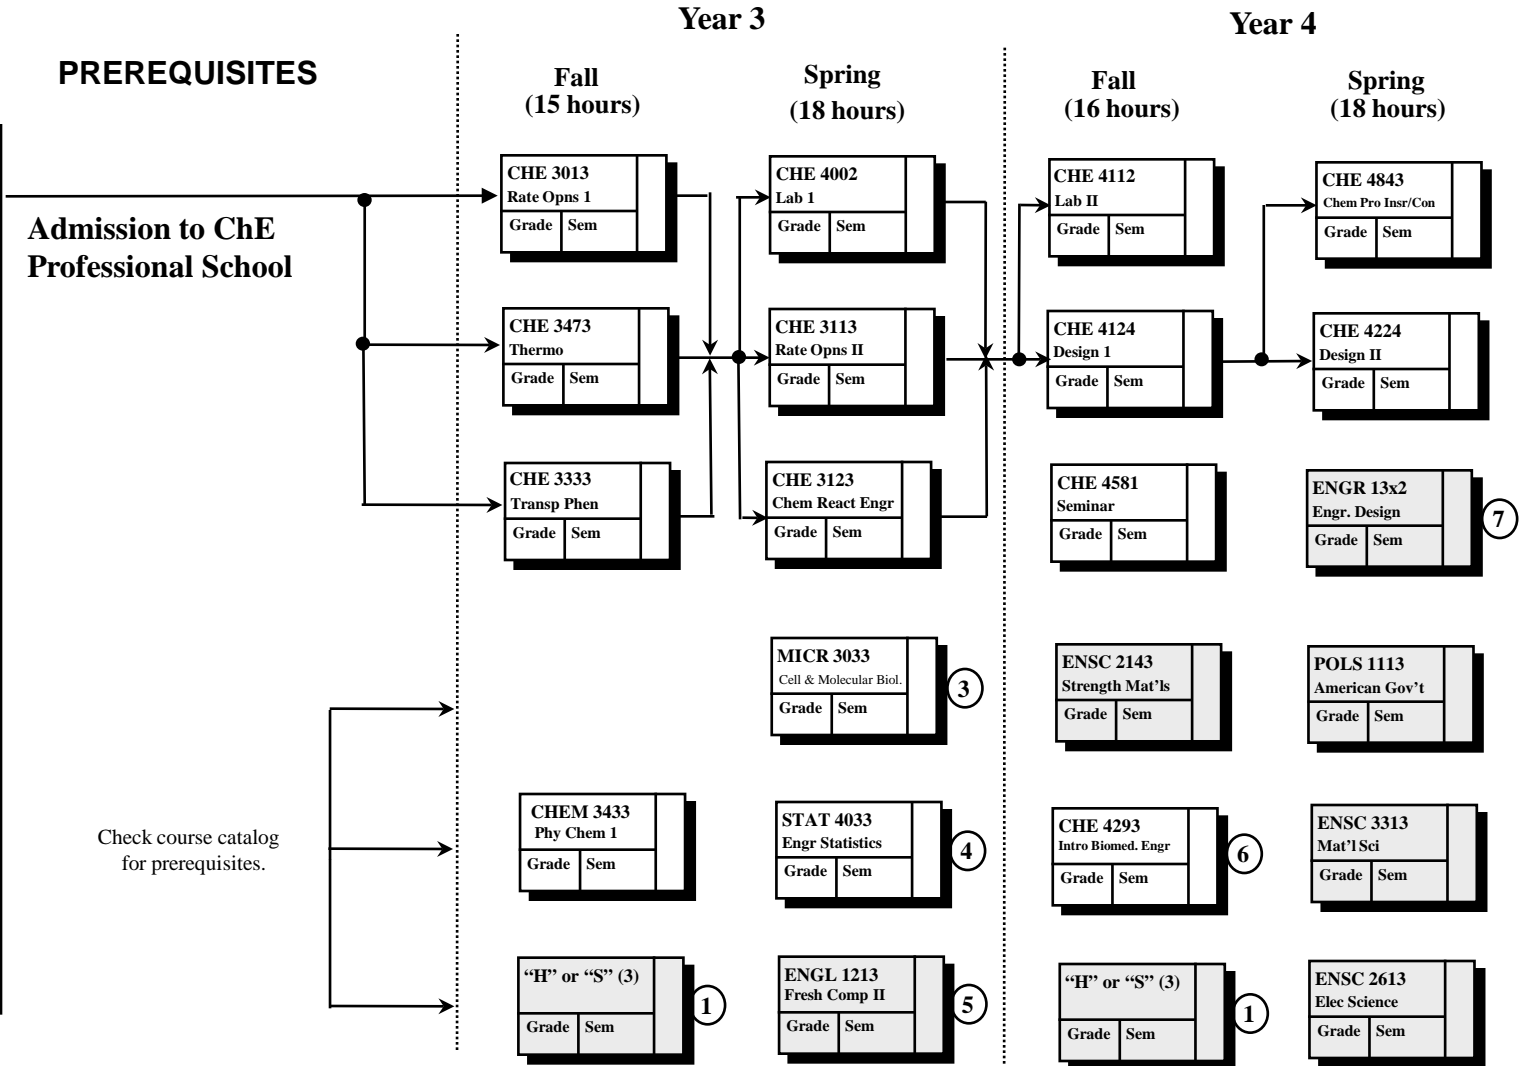 Year 3
Year 4
PREREQUISITES
Fall
(15 hours)
Spring
(18 hours)
Fall
(16 hours)
Spring
(18 hours)
Admission to ChE
Professional School
CHE 3013
Rate Opns 1
Grade Sem
CHE 4002
Lab 1
Grade Sem
CHE 4112
Lab II
Grade Sem
CHE 4843
Chem Pro Insr/Con
Grade Sem
CHE 3473
Thermo
Grade Sem
CHE 3113
Rate Opns II
Grade Sem
CHE 4124
Design 1
Grade Sem
CHE 4224
Design II
Grade Sem
CHE 3333
Transp Phen
Grade Sem
CHE 3123
Chem React Engr
Grade Sem
CHE 4581
Seminar
Grade Sem
ENGR 13x2
Engr. Design
Grade Sem
7
MICR 3033
Cell & Molecular Biol.
Grade Sem
3
ENSC 2143
Strength Mat’ls
Grade Sem
POLS 1113
American Gov’t
Grade Sem
Check course catalog
for prerequisites.
CHEM 3433
Phy Chem 1
Grade Sem
STAT 4033
Engr Statistics
Grade Sem
4
CHE 4293
Intro Biomed. Engr
Grade Sem
6
ENSC 3313
Mat’l Sci
Grade Sem
“H” or “S” (3)
Grade Sem
1
ENGL 1213
Fresh Comp II
Grade Sem
5
“H” or “S” (3)
Grade Sem
1
ENSC 2613
Elec Science
Grade Sem